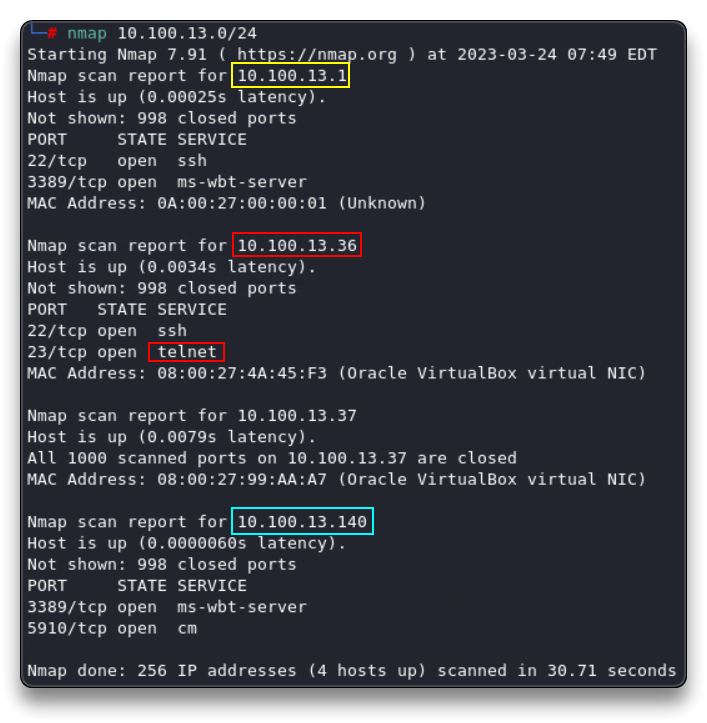 └─# nmap 10.100.13.0/24
Starting Nmap 7.91 ( https://nmap.org ) at 2023-03-24 07:49 EDT
Nmap scan report for 10.100.13.1
Host is up (0.00025s latency).
Not shown: 998 closed ports
PORT     STATE SERVICE
22/tcp   open  ssh
3389/tcp open  ms-wbt-server
MAC Address: 0A:00:27:00:00:01 (Unknown)

Nmap scan report for 10.100.13.36
Host is up (0.0034s latency).
Not shown: 998 closed ports
PORT   STATE SERVICE
22/tcp open  ssh
23/tcp open  telnet
MAC Address: 08:00:27:4A:45:F3 (Oracle VirtualBox virtual NIC)

Nmap scan report for 10.100.13.37
Host is up (0.0079s latency).
All 1000 scanned ports on 10.100.13.37 are closed
MAC Address: 08:00:27:99:AA:A7 (Oracle VirtualBox virtual NIC)

Nmap scan report for 10.100.13.140
Host is up (0.0000060s latency).
Not shown: 998 closed ports
PORT     STATE SERVICE
3389/tcp open  ms-wbt-server
5910/tcp open  cm

Nmap done: 256 IP addresses (4 hosts up) scanned in 30.71 seconds